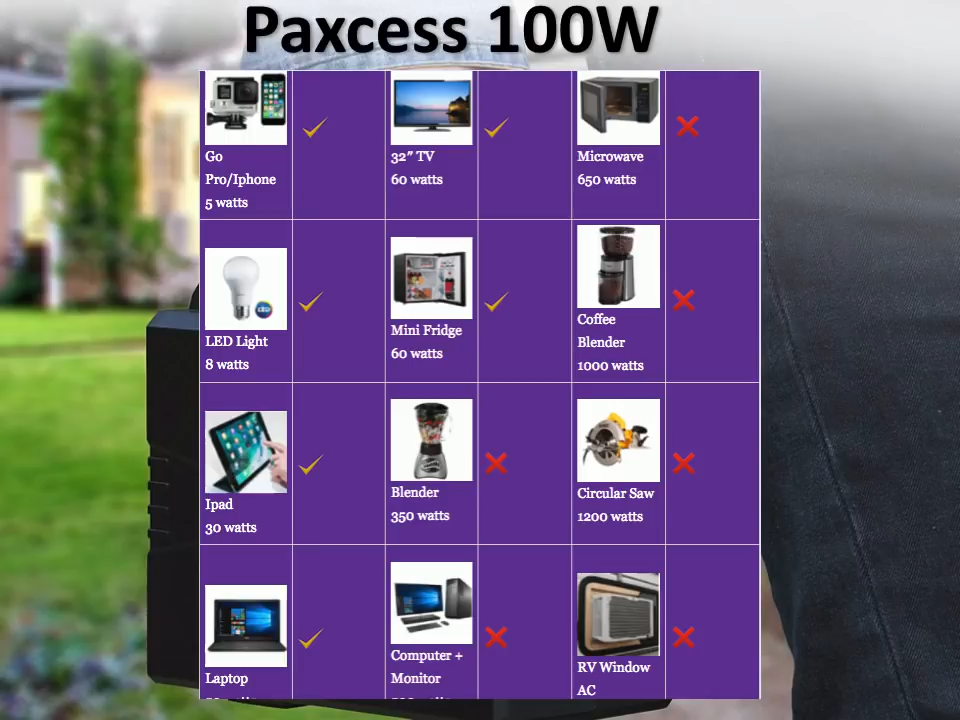 Paxcess 100W
Go
Pro/Iphone
5 watts
32″ TV
60 watts
Microwave
650 watts
LED Light
8 watts
Mini Fridge
60 watts
Coffee
Blender
1000 watts
Ipad
30 watts
Blender
350 watts
Circular Saw
1200 watts
Laptop
Computer +
Monitor
RV Window
AC